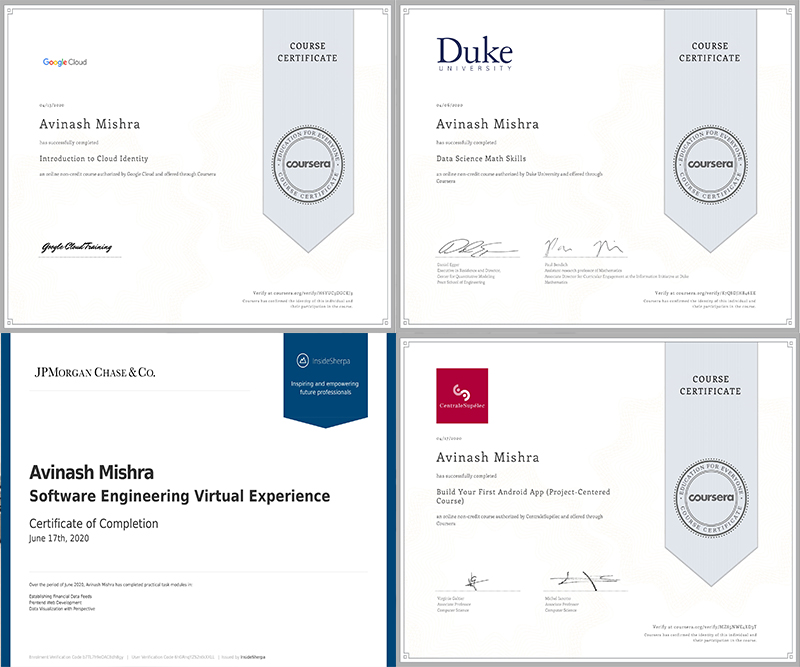 Google Cloud
COURSE
CERTIFICATE
04/13/2020
Avinash Mishra
has successfully completed
Introduction to Cloud Identity
an online non-credit course authorized by Google Cloud and offered through Coursera
EDUCATION FOR EVERYONE
coursera
COURSE CERTIFICATE
Google Cloud Training
Verify at coursera.org/verify/
Coursera has confirmed the identity of this individual and
their participation in the course.
Duke
UNIVERSITY
COURSE
CERTIFICATE
Avinash Mishra
has successfully completed
Data Science Math Skills
an online non-credit course authorized by Duke University and offered through
Coursera
EDUCATION FOR EVERYONE
coursera
COURSE CERTIFICATE
Daniel Egger
Executive in Residence and Director,
Center for Quantitative Modeling
Pratt School of Engineering
Paul Bendich
Assistant research professor of Mathematics
Associate Director for Curricular Engagement at the Information Initiative at Duke
Mathematics
Verify at coursera.org/verify/
Coursera has confirmed the identity of this individual and
their participation in the course.
JPMORGAN CHASE & CO.
InsideSherpa
Inspiring and empowering
future professionals
Avinash Mishra
Software Engineering Virtual Experience
Certificate of Completion
June 17th, 2020
Over the period of June 2020, Avinash Mishra has completed practical task modules in:
Establishing Financial Data Feeds
Frontend Web Development
Data Visualization with Perspective
Enrolment Verification Code | User Verification Code | Issued by InsideSherpa
CentraleSupélec
COURSE
CERTIFICATE
04/17/2020
Avinash Mishra
has successfully completed
Build Your First Android App (Project-Centered
Course)
an online non-credit course authorized by CentraleSupélec and offered through
Coursera
EDUCATION FOR EVERYONE
coursera
COURSE CERTIFICATE
Virginie Galtier
Associate Professor
Computer Science
Michel Ianotto
Associate Professor
Computer Science
Verify at coursera.org/verify/
Coursera has confirmed the identity of this individual and
their participation in the course.